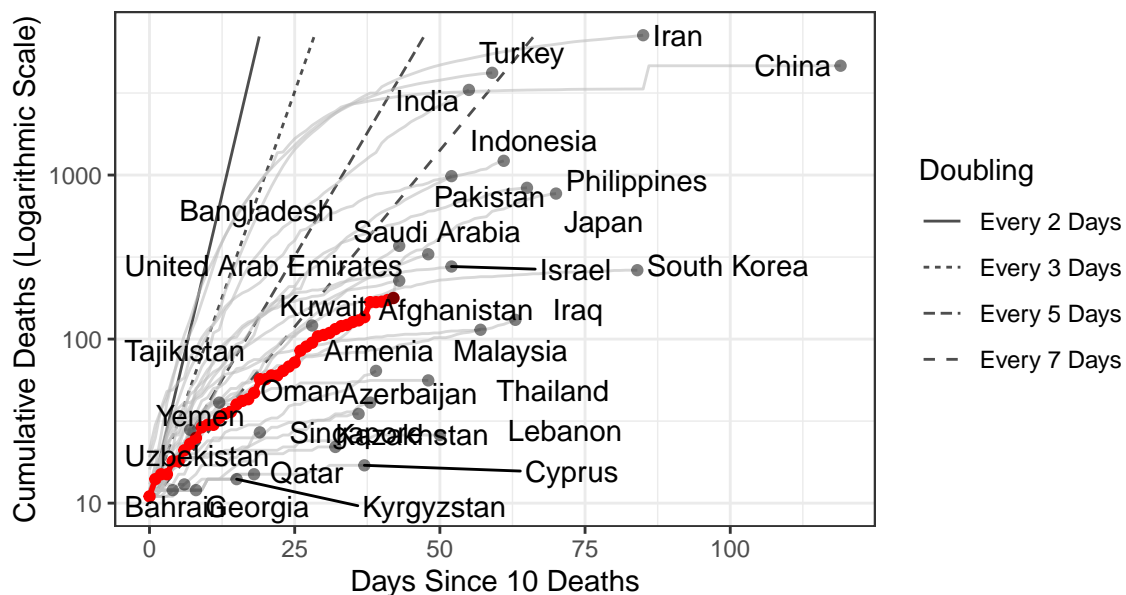 Cumulative Deaths (Logarithmic Scale)
1000
100
10
Iran
Turkey
China
India
Indonesia
Philippines
Pakistan
Bangladesh
Japan
Saudi Arabia
United Arab Emirates
Israel
South Korea
Kuwait
Afghanistan
Iraq
Tajikistan
Armenia
Malaysia
Oman
Azerbaijan
Thailand
Yemen
Singapore
Kazakhstan
Lebanon
Uzbekistan
Qatar
Cyprus
Bahrain
Georgia
Kyrgyzstan
0
25
50
75
100
Days Since 10 Deaths
Doubling
Every 2 Days
Every 3 Days
Every 5 Days
Every 7 Days